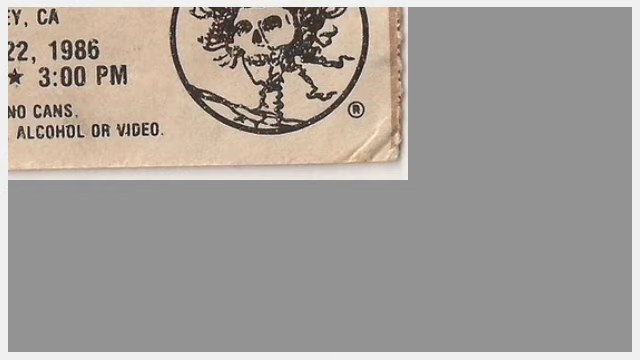 EY, CA
22, 1986
★ 3:00 PM
NO CANS,
ALCOHOL OR VIDEO.
®